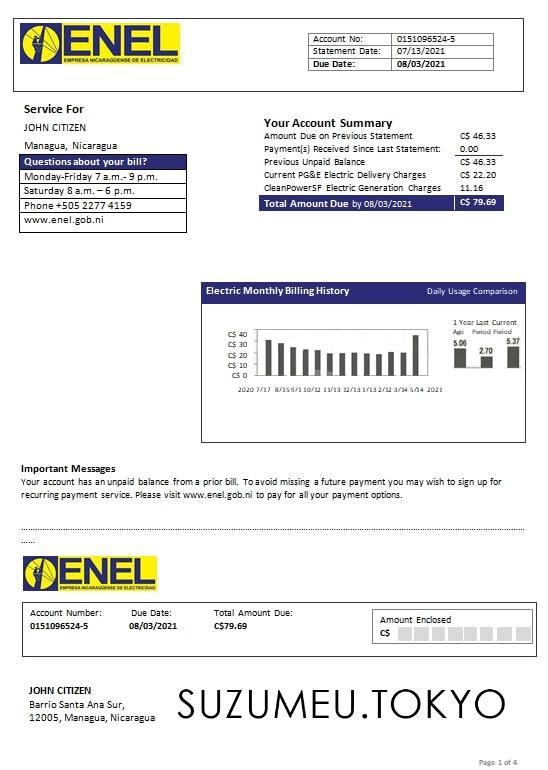 ENEL
EMPRESA NICARAGÜENSE DE ELECTRICIDAD
Account No: 0151096524-5
Statement Date: 07/13/2021
Due Date: 08/03/2021
Service For
JOHN CITIZEN
Managua, Nicaragua
Questions about your bill?
Monday-Friday 7 a.m.- 9 p.m.
Saturday 8 a.m. – 6 p.m.
Phone +505 2277 4159
www.enel.gob.ni
Your Account Summary
Amount Due on Previous Statement C$ 46.33
Payment(s) Received Since Last Statement: 0.00
Previous Unpaid Balance C$ 46.33
Current PG&E Electric Delivery Charges C$ 22.20
CleanPowerSF Electric Generation Charges 11.16
Total Amount Due by 08/03/2021 C$ 79.69
Electric Monthly Billing History Daily Usage Comparison
1 Year Last Current
Ago Period Period
5.06 2.70 5.37
C$ 40
C$ 30
C$ 20
C$ 10
C$ 0
2020 7/17 8/15 9/1 10/12 11/13 12/13 1/13 2/12 3/14 5/14 2021
Important Messages
Your account has an unpaid balance from a prior bill. To avoid missing a future payment you may wish to sign up for
recurring payment service. Please visit www.enel.gob.ni to pay for all your payment options.
ENEL
EMPRESA NICARAGÜENSE DE ELECTRICIDAD
Account Number: Due Date: Total Amount Due:
0151096524-5 08/03/2021 C$79.69
Amount Enclosed
C$
JOHN CITIZEN
Barrio Santa Ana Sur,
12005, Managua, Nicaragua
SUZUMEU.TOKYO
Page 1 of 4